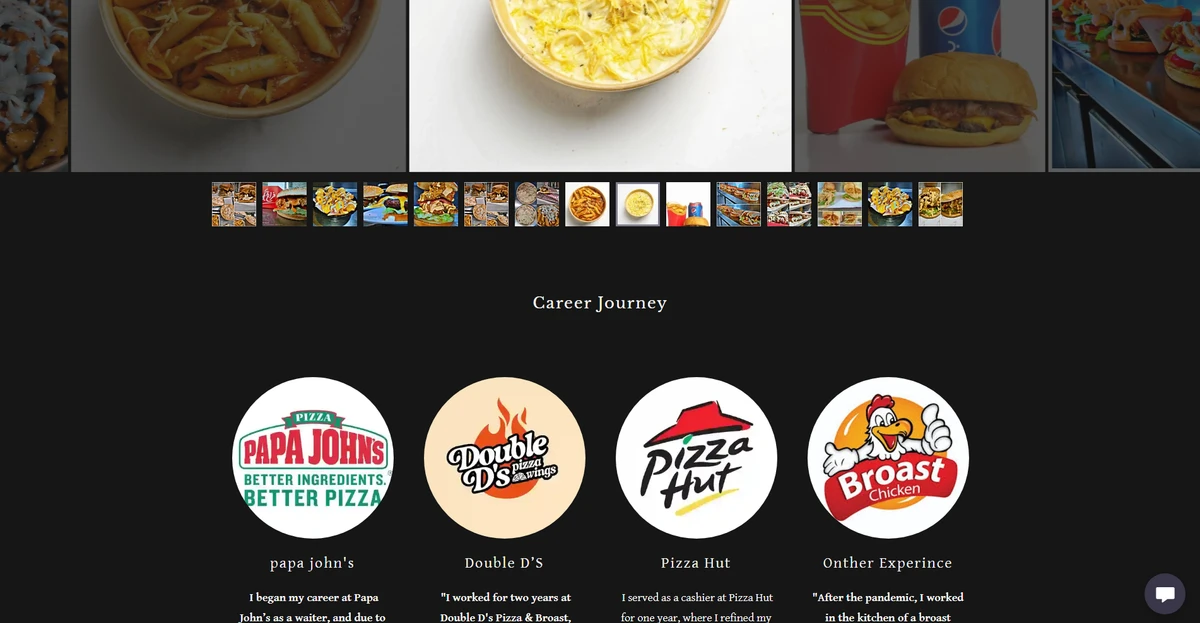 Career Journey
PIZZA
PAPA JOHN'S
BETTER INGREDIENTS.
BETTER PIZZA
Double
D's pizza
& wings
Pizza
Hut
Broast
Chicken
papa john's
Double D’S
Pizza Hut
Onther Experince
I began my career at Papa
John’s as a waiter, and due to
"I worked for two years at
Double D's Pizza & Broast,
I served as a cashier at Pizza Hut
for one year, where I refined my
"After the pandemic, I worked
in the kitchen of a broast